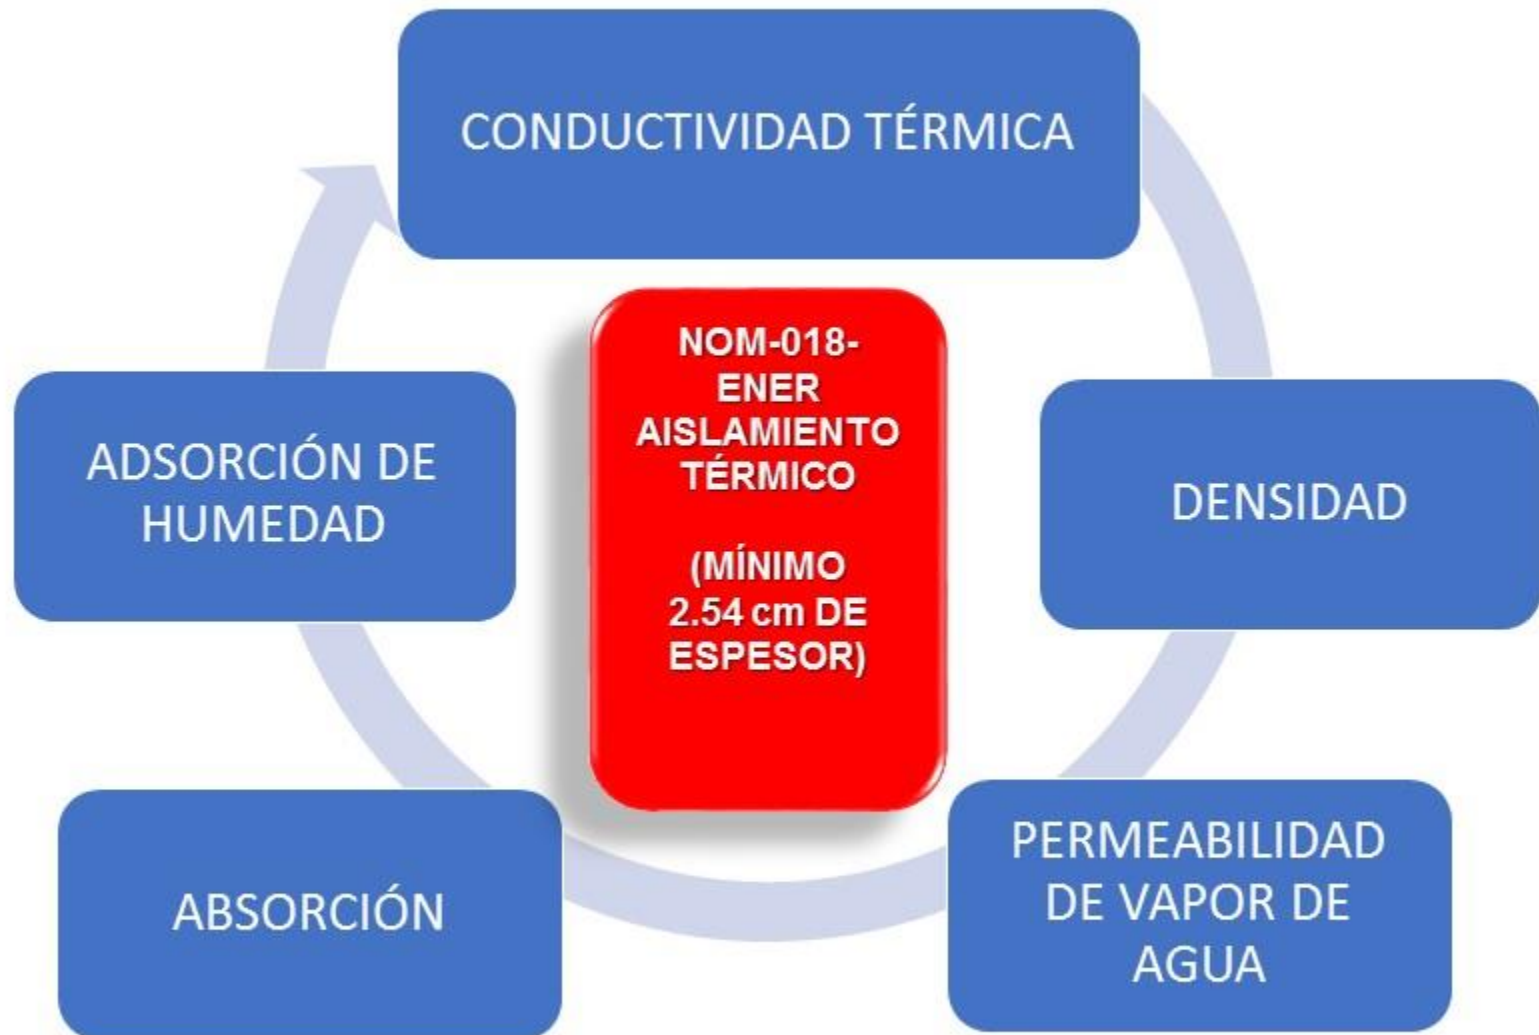 CONDUCTIVIDAD TÉRMICA
NOM-018-
ENER
AISLAMIENTO
TÉRMICO
(MÍNIMO
2.54 cm DE
ESPESOR)
ADSORCIÓN DE
HUMEDAD
DENSIDAD
ABSORCIÓN
PERMEABILIDAD
DE VAPOR DE
AGUA